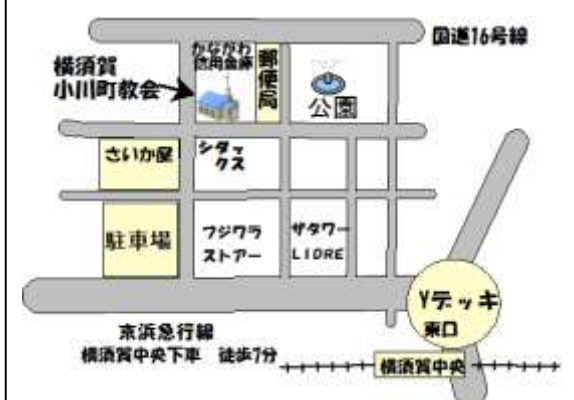 国道16号線
かながわ
信用金庫
郵便局
横須賀
小川町教会
公園
さいか屋
シダックス
駐車場
フジワラ
ストアー
ザタワー
LIDRE
Yデッキ
東口
京浜急行線
横須賀中央下車 徒歩7分
横須賀中央